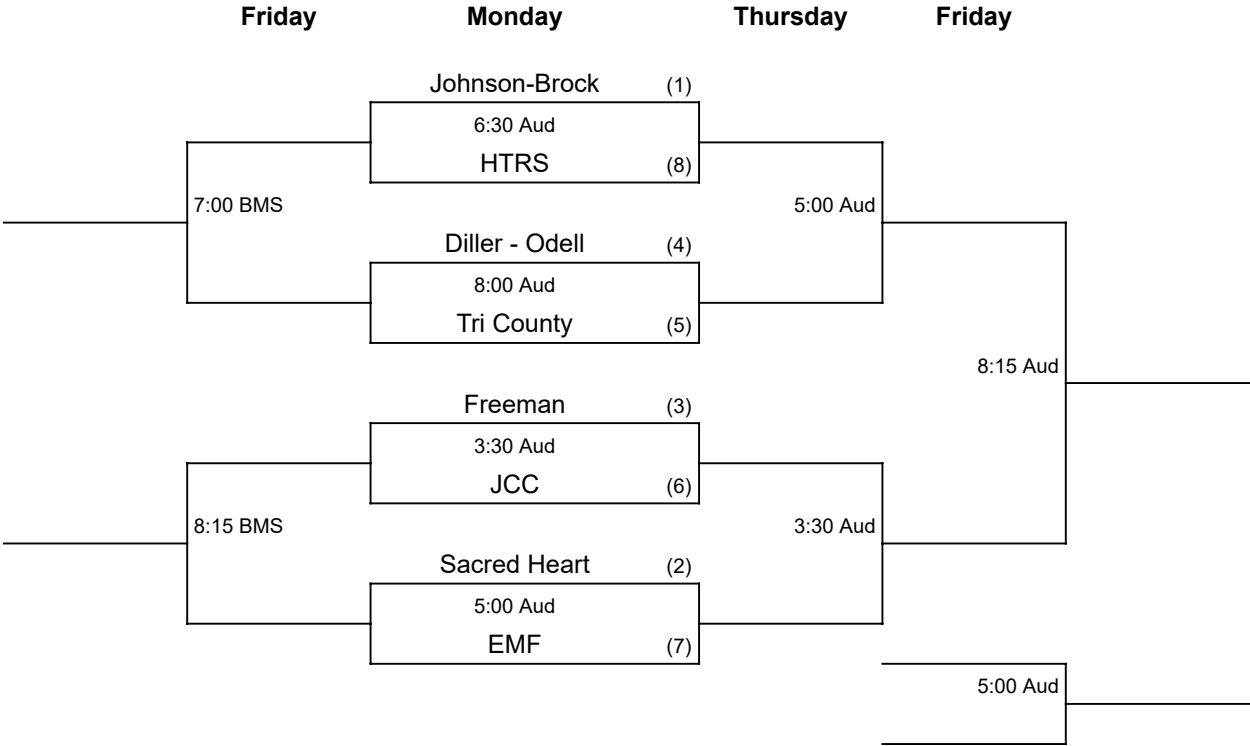 Friday Monday Thursday Friday
Johnson-Brock (1)
6:30 Aud
HTRS (8)
7:00 BMS 5:00 Aud
Diller - Odell (4)
8:00 Aud
Tri County (5)
8:15 Aud
Freeman (3)
3:30 Aud
JCC (6)
8:15 BMS 3:30 Aud
Sacred Heart (2)
5:00 Aud
EMF (7)
5:00 Aud